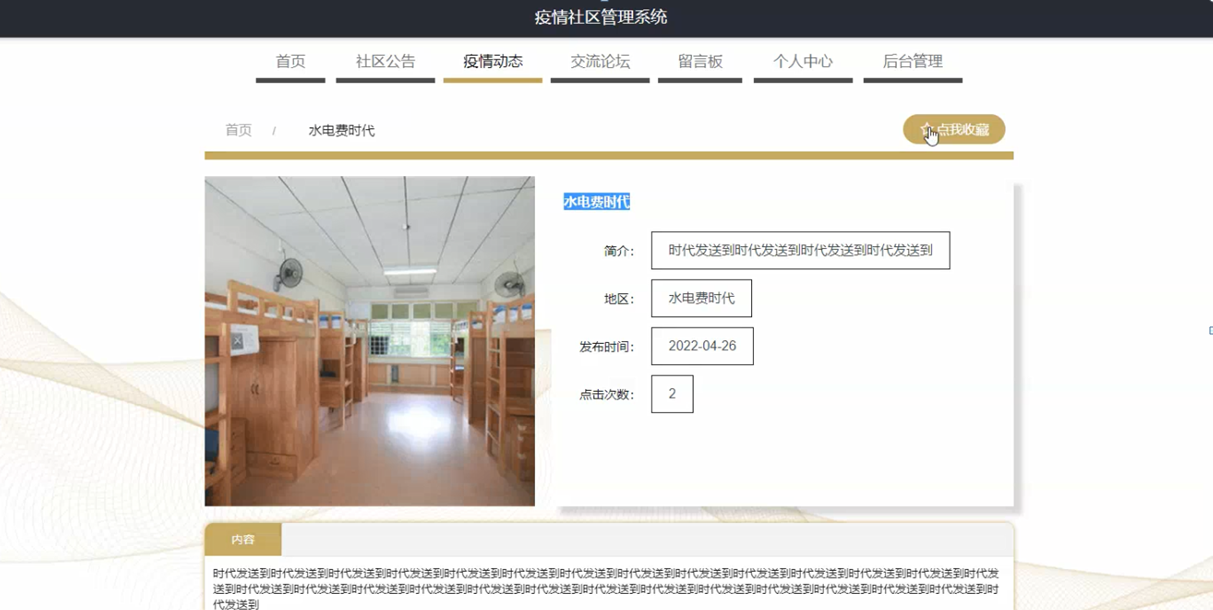 疫情社区管理系统
首页 社区公告 疫情动态 交流论坛 留言板 个人中心 后台管理
首页 / 水电费时代
点我收藏
水电费时代
简介： 时代发送到时代发送到时代发送到时代发送到
地区： 水电费时代
发布时间： 2022-04-26
点击次数： 2
内容
时代发送到时代发送到时代发送到时代发送到时代发送到时代发送到时代发送到时代发送到时代发送到时代发送到时代发送到时代发送到时代发送到时代发
送到时代发送到时代发送到时代发送到时代发送到时代发送到时代发送到时代发送到时代发送到时代发送到时代发送到时代发送到时代发送到时代发送到时
代发送到